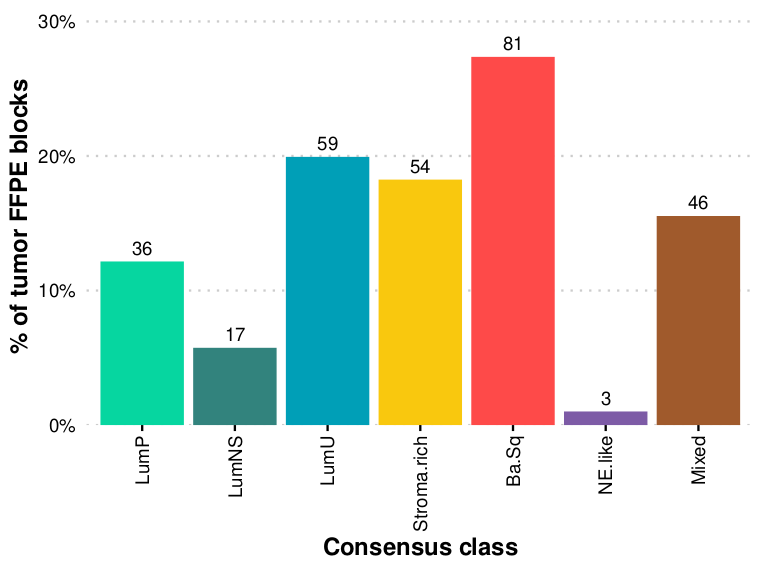 % of tumor FFPE blocks
30%
20%
10%
0%
36
17
59
54
81
3
46
LumP
LumNS
LumU
Stroma.rich
Ba.Sq
NE.like
Mixed
Consensus class